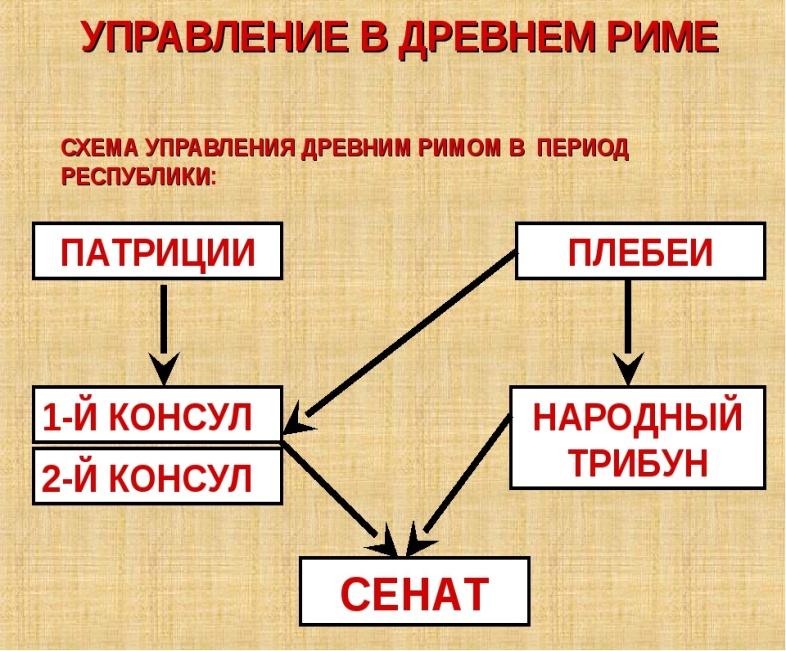 УПРАВЛЕНИЕ В ДРЕВНЕМ РИМЕ
СХЕМА УПРАВЛЕНИЯ ДРЕВНИМ РИМОМ В ПЕРИОД
РЕСПУБЛИКИ:
ПАТРИЦИИ
ПЛЕБЕИ
1-Й КОНСУЛ
2-Й КОНСУЛ
НАРОДНЫЙ
ТРИБУН
СЕНАТ